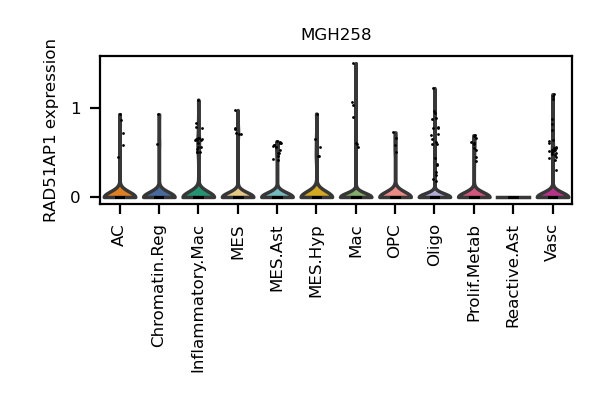 MGH258
RAD51AP1 expression
1
0
AC
Chromatin.Reg
Inflammatory.Mac
MES
MES.Ast
MES.Hyp
Mac
OPC
Oligo
Prolif.Metab
Reactive.Ast
Vasc